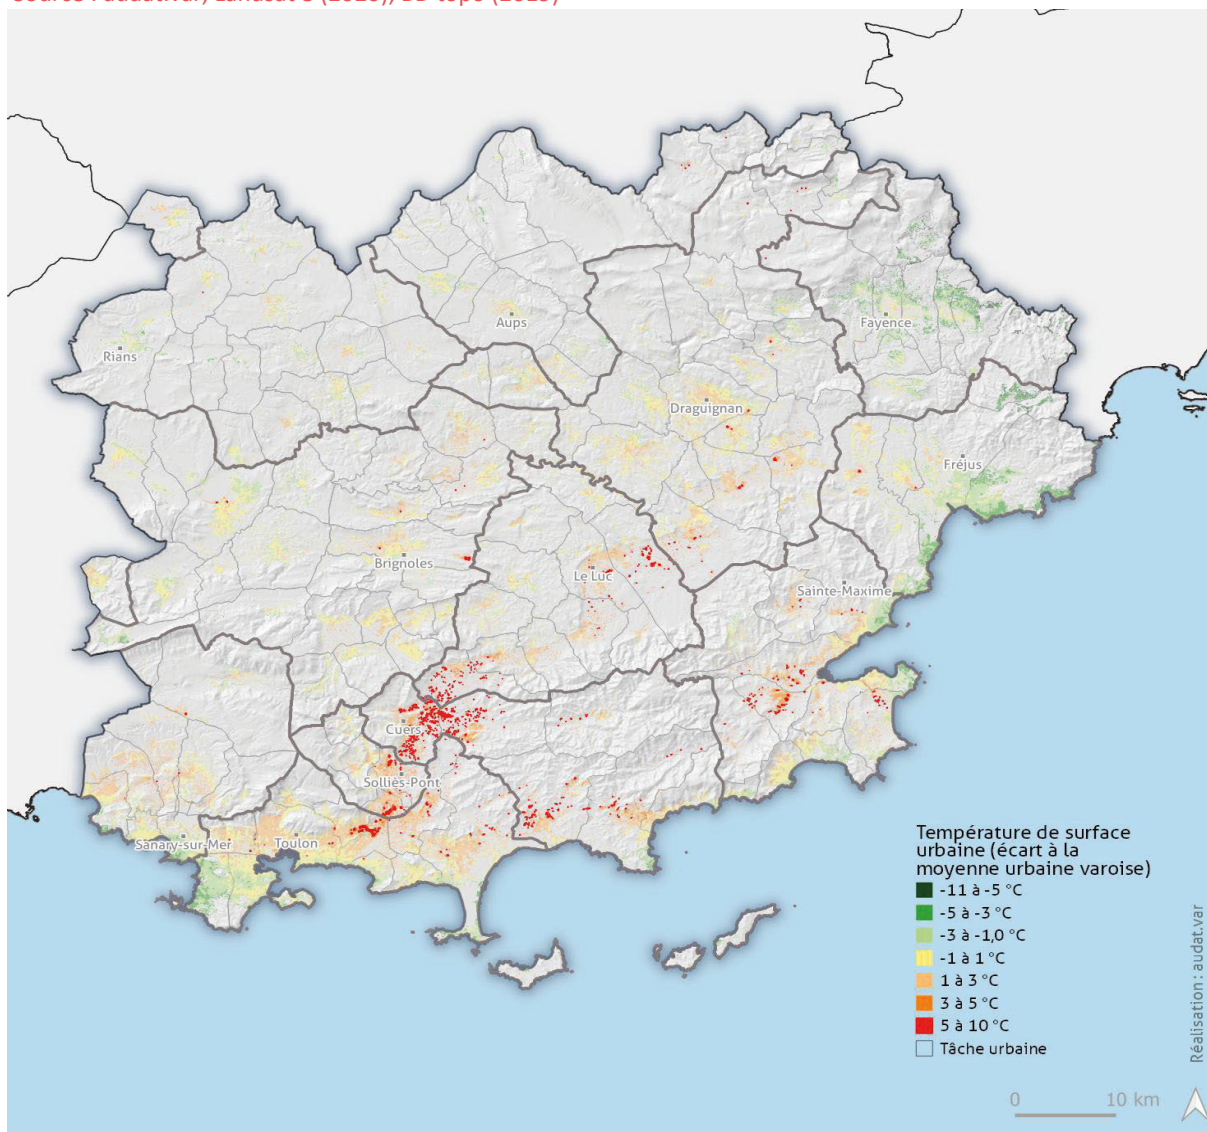 Aups
Rians
Fayence
Draguignan
Fréjus
Brignoles
Le Luc
Sainte-Maxime
Cuers
Solliès-Pont
Sanary-sur-Mer
Toulon
Température de surface
urbaine (écart à la
moyenne urbaine varoise)
-11 à -5 °C
-5 à -3 °C
-3 à -1,0 °C
-1 à 1 °C
1 à 3 °C
3 à 5 °C
5 à 10 °C
Tâche urbaine
Réalisation : audat.var
0 10 km